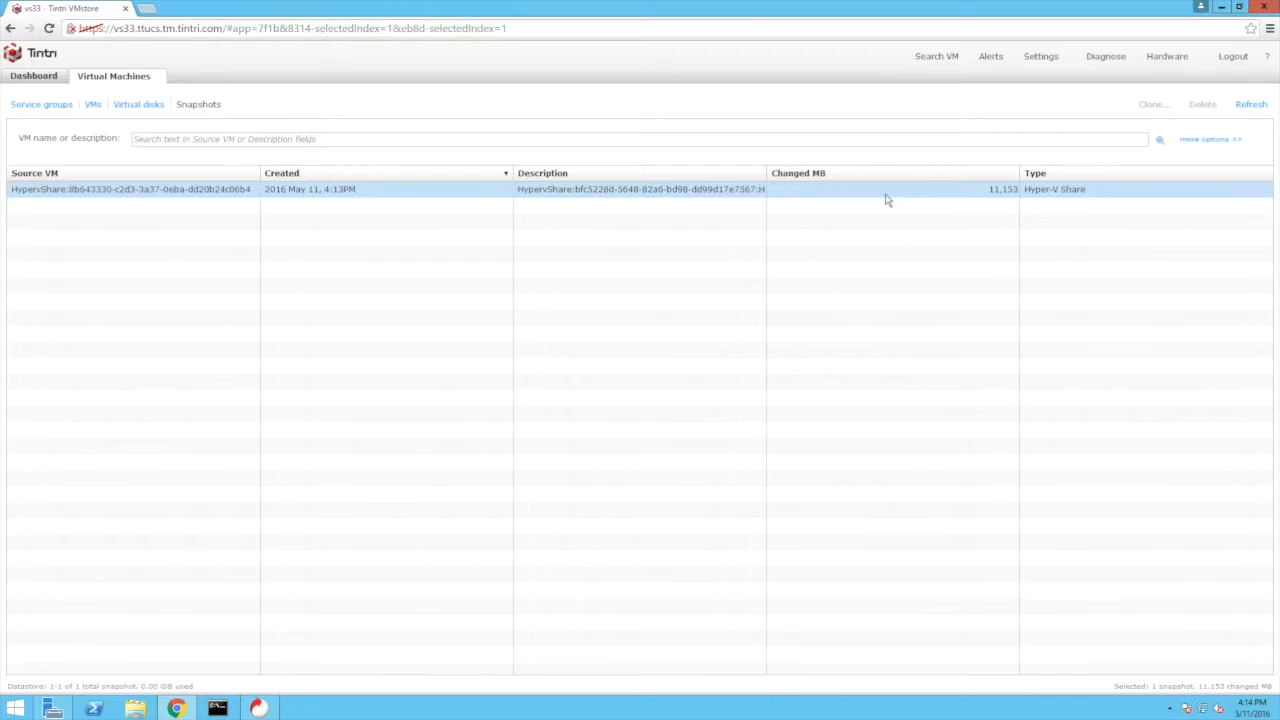 vs33 - Tintri VMstore
https://vs33.ttucs.tm.tintri.com/#app=7f1b&8314-selectedIndex=1&eb8d-selectedIndex=1
Tintri
Search VM Alerts Settings Diagnose Hardware Logout ?
Dashboard Virtual Machines
Service groups VMs Virtual disks Snapshots Clone... Delete Refresh
VM name or description: Search text in Source VM or Description fields more options >>
Source VM Created Description Changed MB Type
HypervShare:8b643330-c2d3-3a37-0eba-dd20b24c06b4 2016 May 11, 4:13PM HypervShare:bfc5228d-5648-82a6-bd98-dd99d17e7567:H 11,153 Hyper-V Share
Datastore: 1-1 of 1 total snapshot, 0.00 GiB used Selected: 1 snapshot, 11,153 changed MB
4:14 PM
5/11/2016